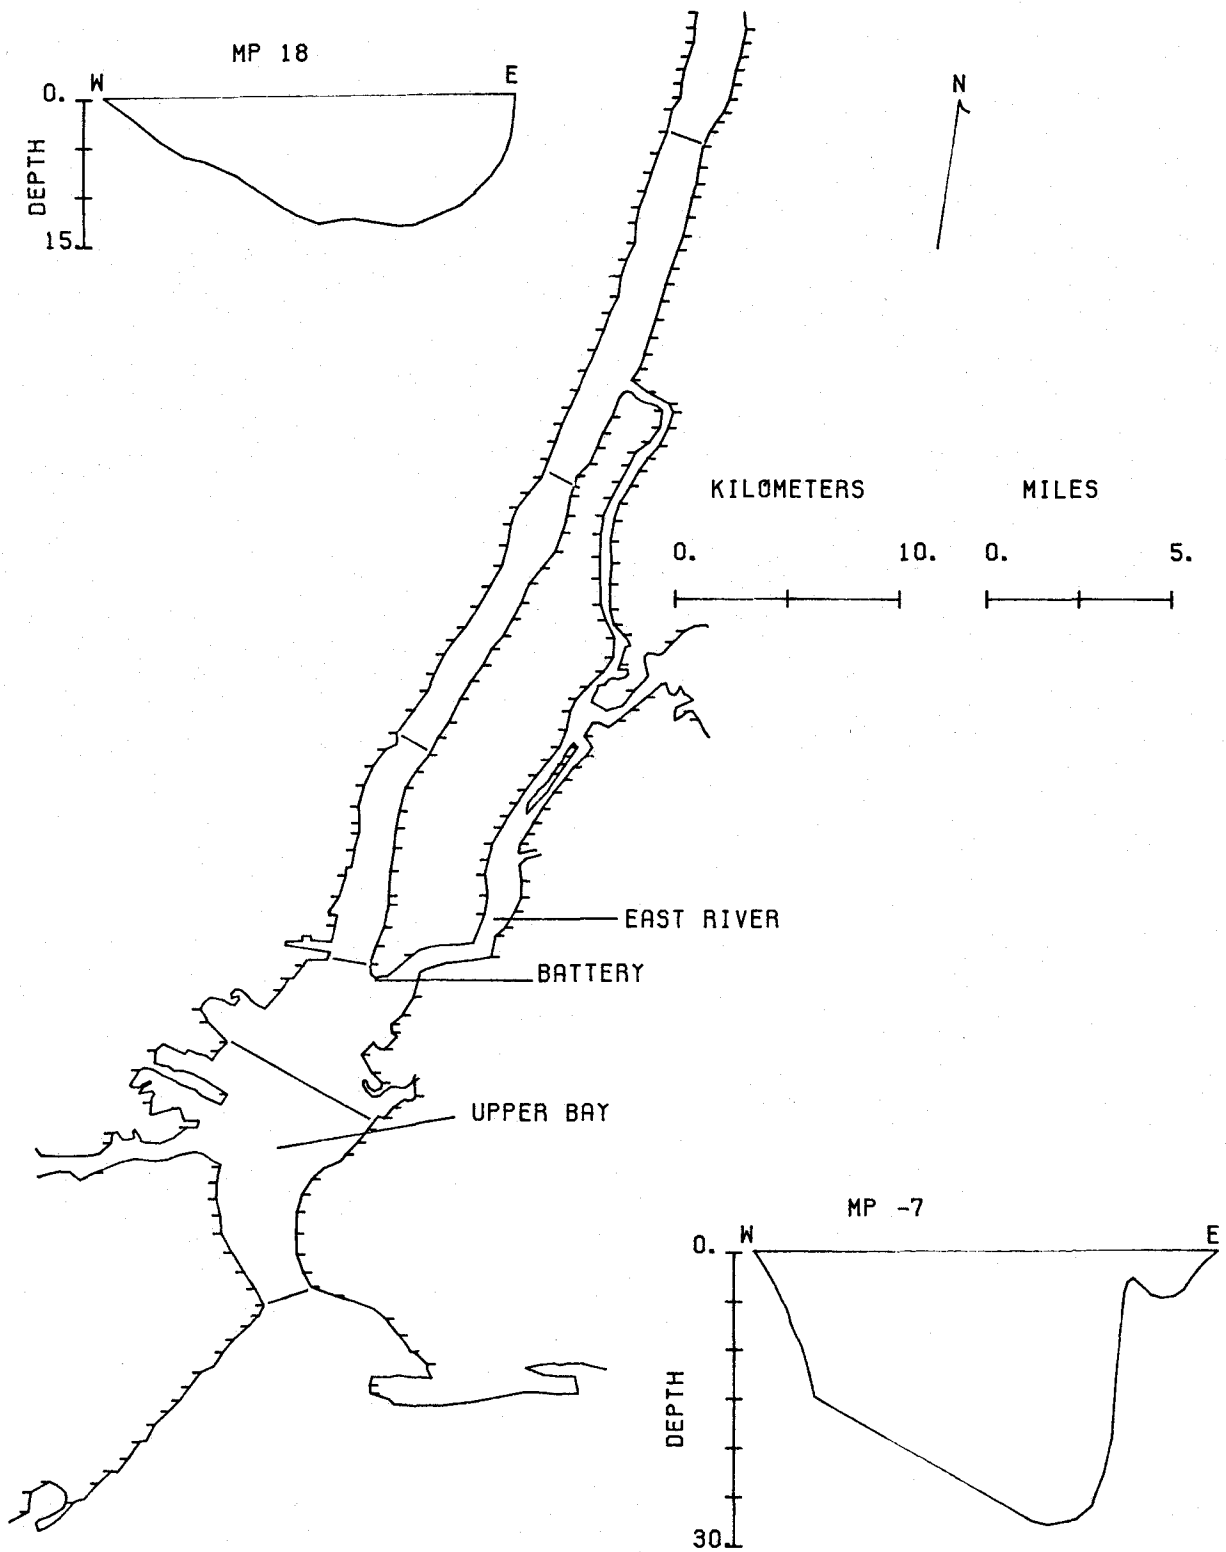 MP 18
W E
0.
DEPTH
15.
N
KILOMETERS MILES
0. 10. 0. 5.
EAST RIVER
BATTERY
UPPER BAY
MP -7
W E
0.
DEPTH
30.